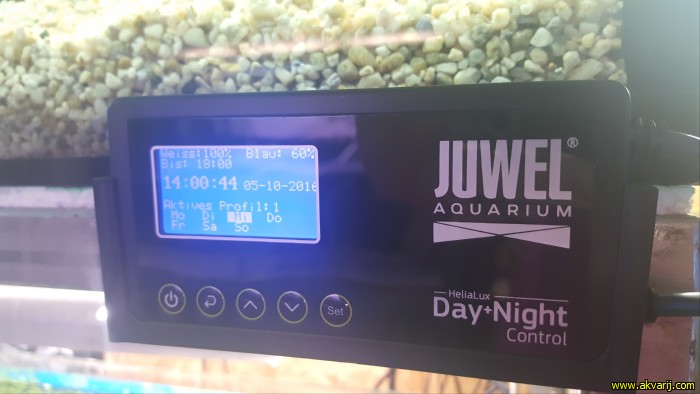 Weiss:100% Blau: 60%
Bis: 18:00
14:00:44 05-10-2016
Aktives Profil: 1
Mo Di Mi Do
Fr Sa So
JUWEL®
AQUARIUM
HeliaLux
Day+Night
Control
Set
www.akvarij.com